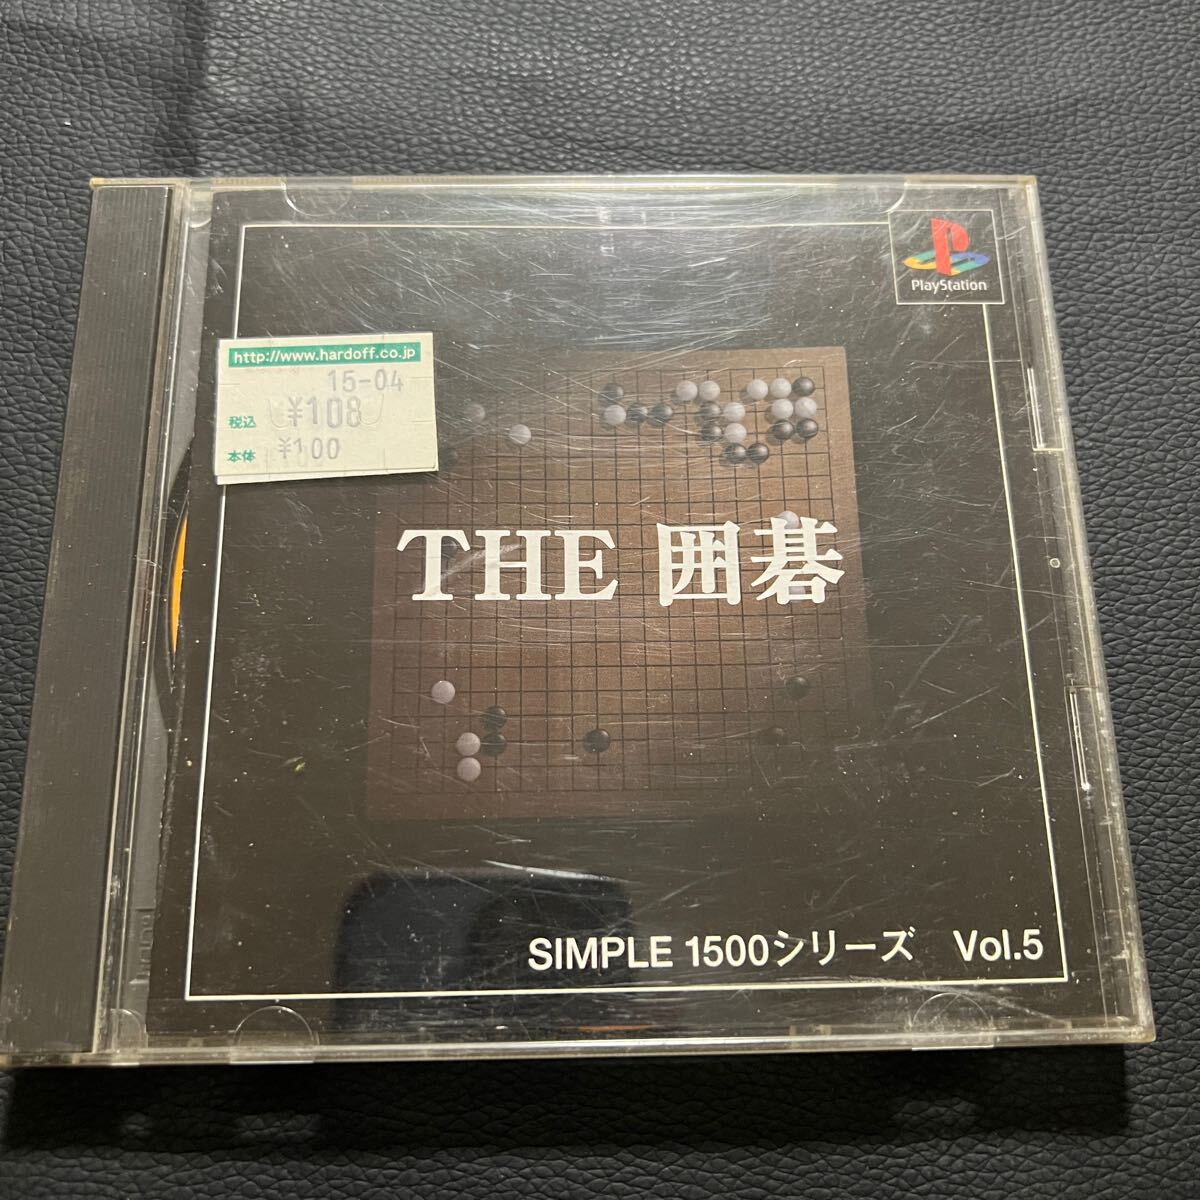 PlayStation
http://www.hardoff.co.jp
15-04
税込 ¥108
本体 ¥100
THE 囲碁
SIMPLE 1500シリーズ Vol.5